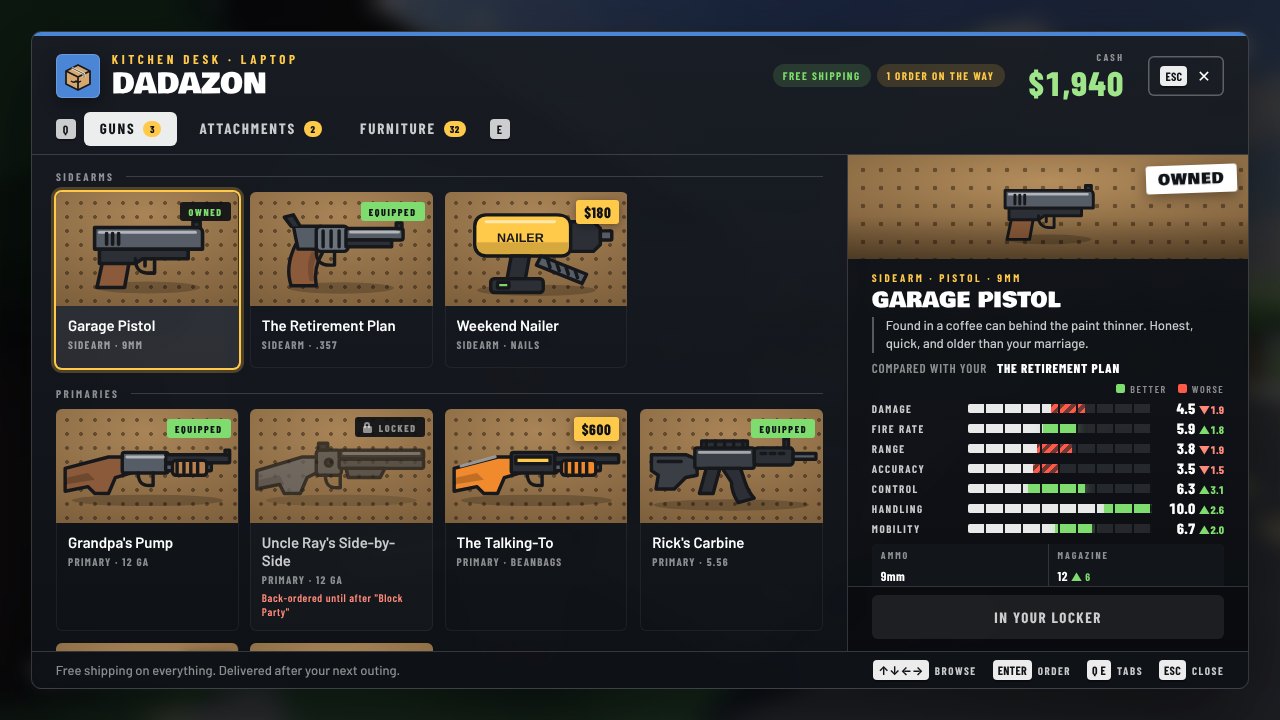 KITCHEN DESK · LAPTOP
DADAZON
FREE SHIPPING
1 ORDER ON THE WAY
CASH
$1,940
ESC ✕
Q
GUNS 3
ATTACHMENTS 2
FURNITURE 32
E
SIDEARMS
OWNED
Garage Pistol
SIDEARM · 9MM
EQUIPPED
The Retirement Plan
SIDEARM · .357
$180
NAILER
Weekend Nailer
SIDEARM · NAILS
PRIMARIES
EQUIPPED
Grandpa's Pump
PRIMARY · 12 GA
LOCKED
Uncle Ray's Side-by-
Side
PRIMARY · 12 GA
Back-ordered until after "Block
Party"
$600
The Talking-To
PRIMARY · BEANBAGS
EQUIPPED
Rick's Carbine
PRIMARY · 5.56
OWNED
SIDEARM · PISTOL · 9MM
GARAGE PISTOL
Found in a coffee can behind the paint thinner. Honest,
quick, and older than your marriage.
COMPARED WITH YOUR THE RETIREMENT PLAN
BETTER WORSE
DAMAGE 4.5 ▼1.9
FIRE RATE 5.9 ▲1.8
RANGE 3.8 ▼1.9
ACCURACY 3.5 ▼1.5
CONTROL 6.3 ▲3.1
HANDLING 10.0 ▲2.6
MOBILITY 6.7 ▲2.0
AMMO
9mm
MAGAZINE
12 ▲ 6
IN YOUR LOCKER
Free shipping on everything. Delivered after your next outing.
↑↓←→ BROWSE
ENTER ORDER
Q E TABS
ESC CLOSE